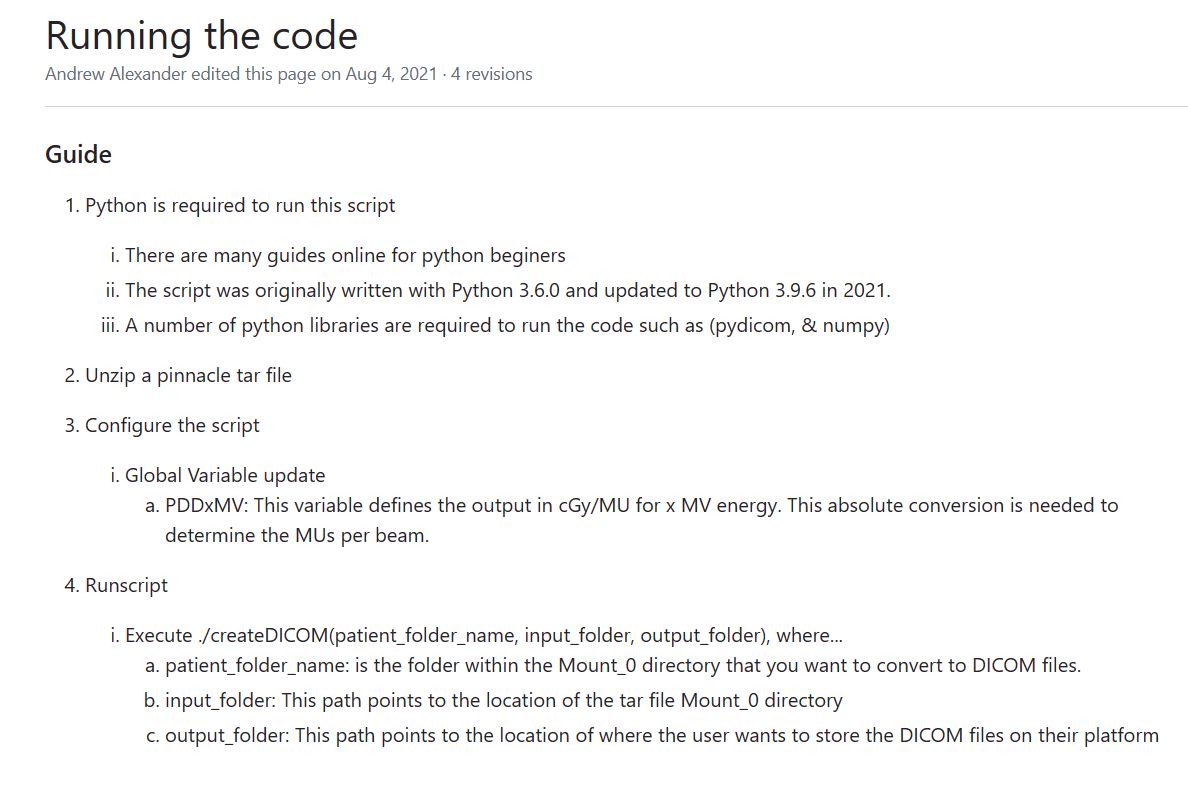 Running the code
Andrew Alexander edited this page on Aug 4, 2021 · 4 revisions
Guide
1. Python is required to run this script
i. There are many guides online for python beginers
ii. The script was originally written with Python 3.6.0 and updated to Python 3.9.6 in 2021.
iii. A number of python libraries are required to run the code such as (pydicom, & numpy)
2. Unzip a pinnacle tar file
3. Configure the script
i. Global Variable update
a. PDDxMV: This variable defines the output in cGy/MU for x MV energy. This absolute conversion is needed to
determine the MUs per beam.
4. Runscript
i. Execute ./createDICOM(patient_folder_name, input_folder, output_folder), where...
a. patient_folder_name: is the folder within the Mount_0 directory that you want to convert to DICOM files.
b. input_folder: This path points to the location of the tar file Mount_0 directory
c. output_folder: This path points to the location of where the user wants to store the DICOM files on their platform